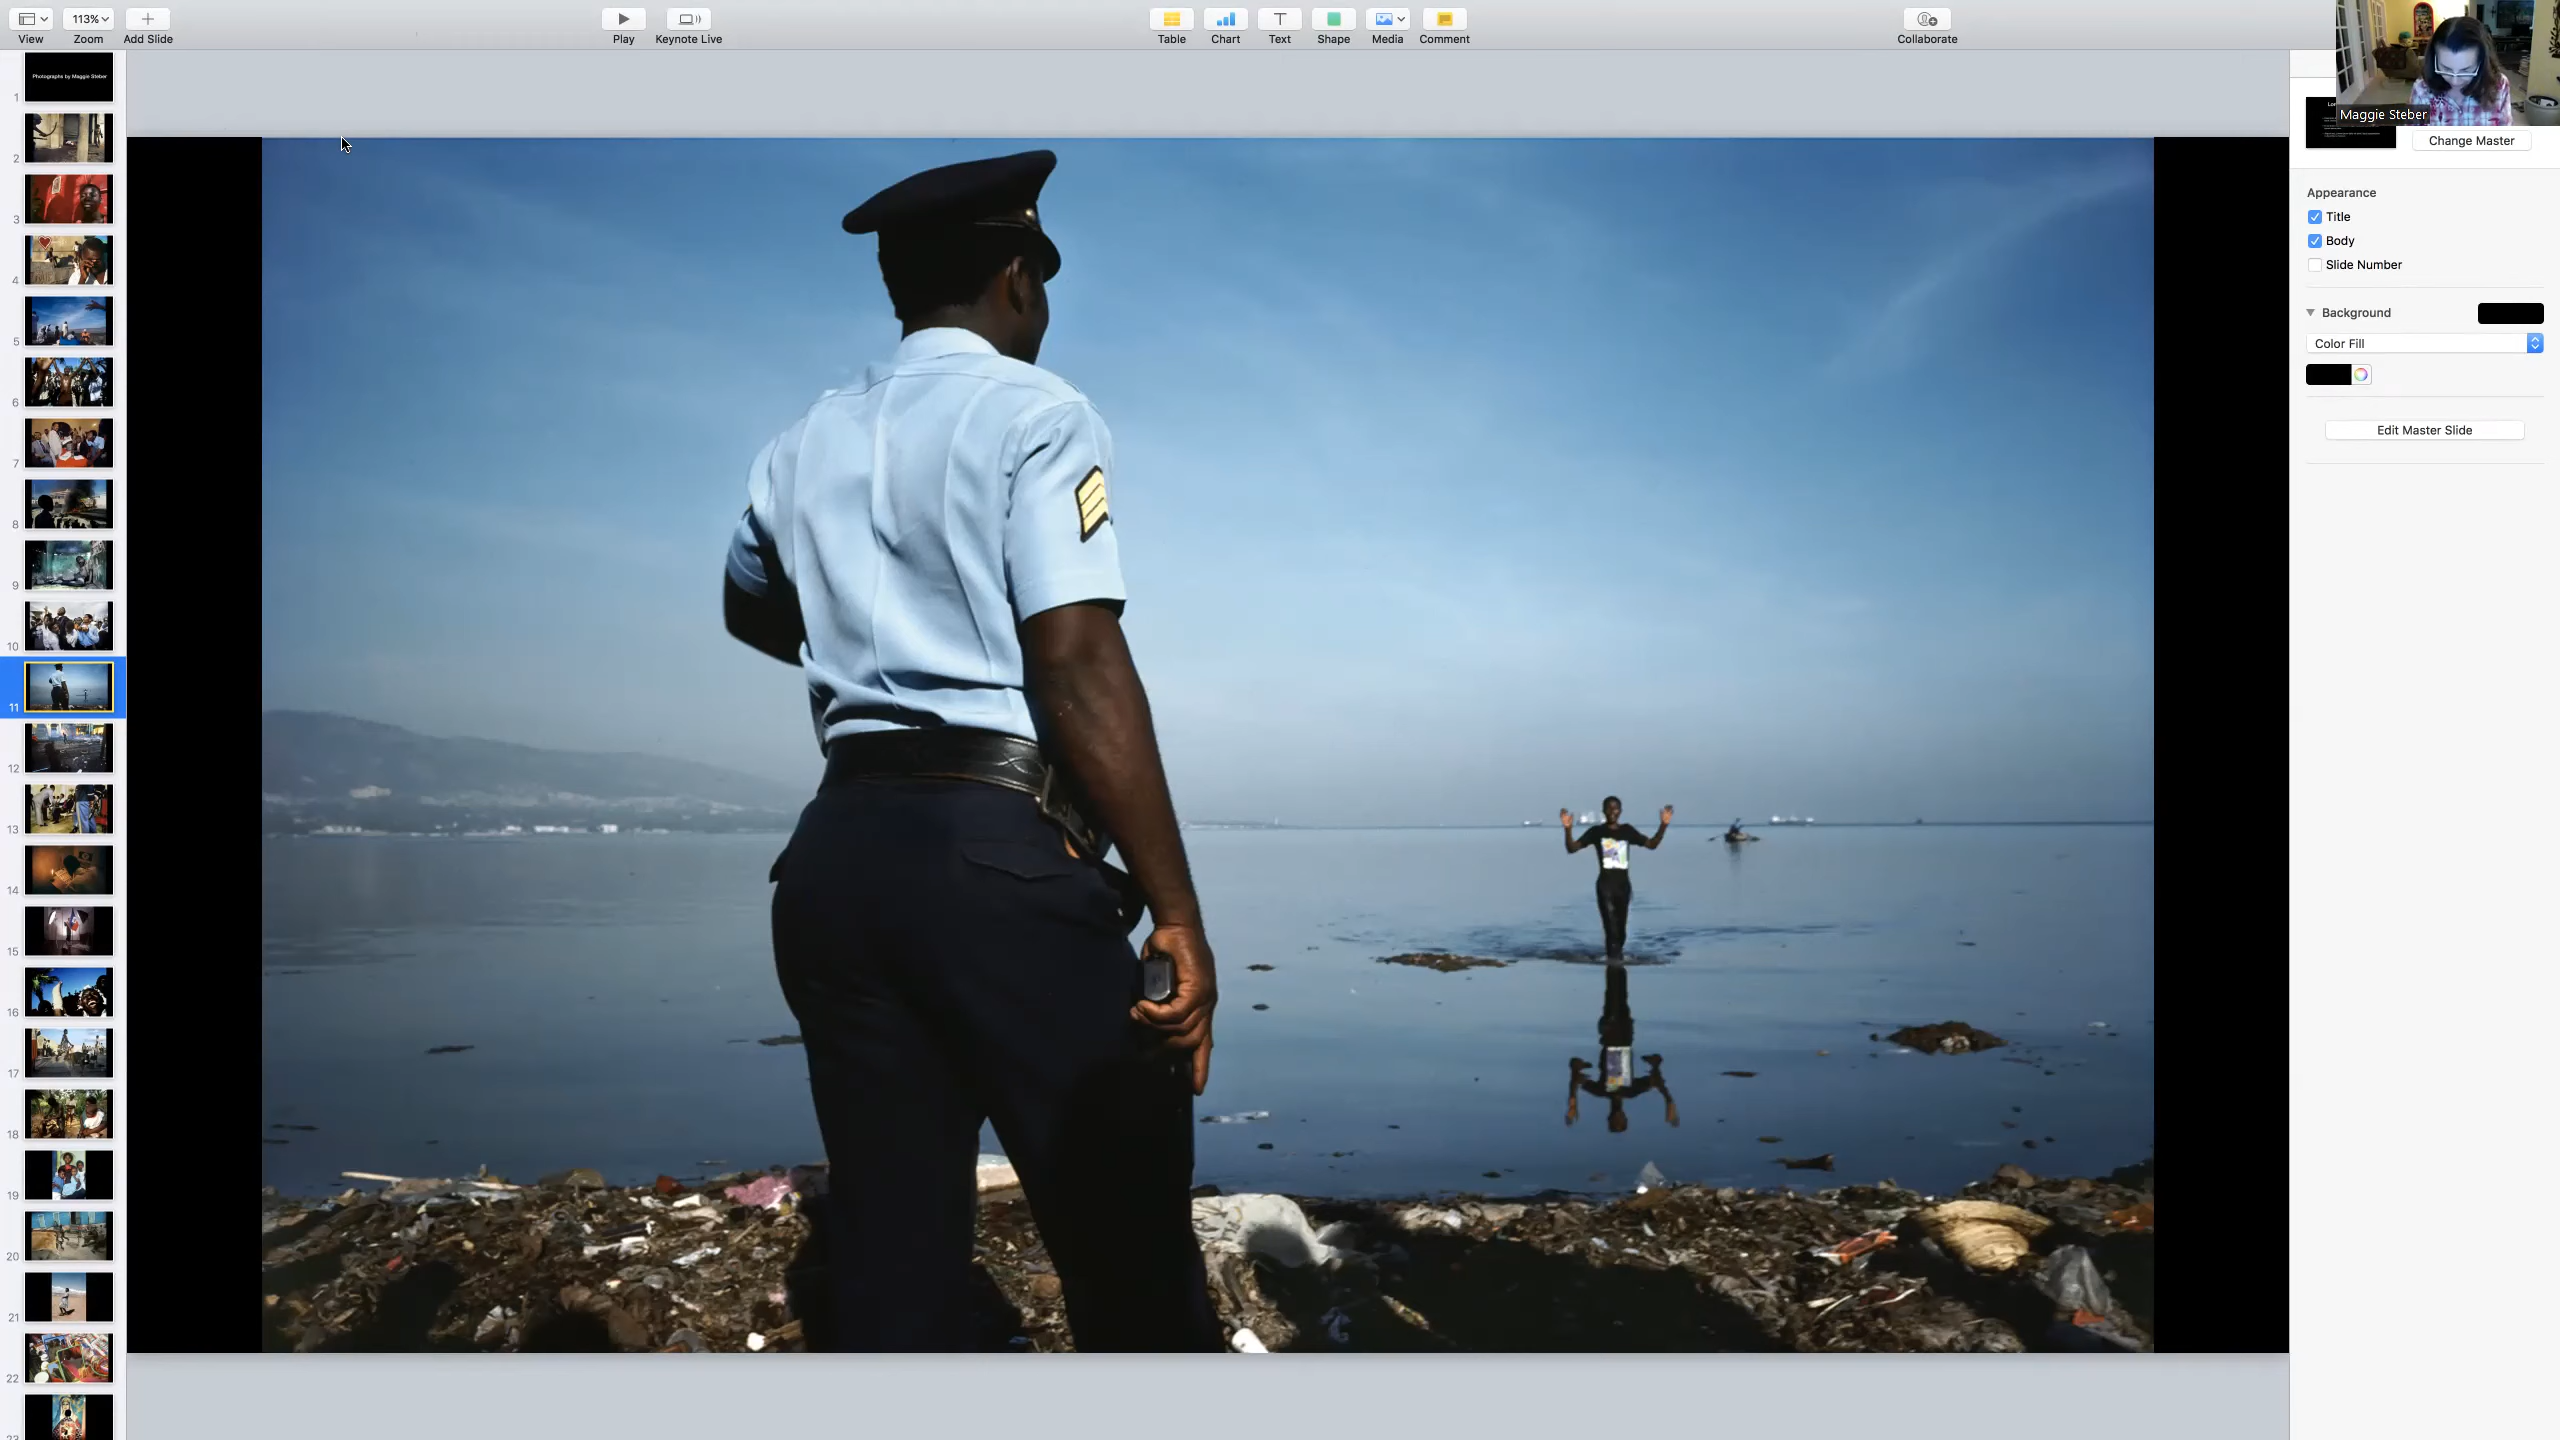 View
113%
Zoom
Add Slide
Play
Keynote Live
Table
Chart
Text
Shape
Media
Comment
Collaborate
Maggie Steber
Change Master
Appearance
Title
Body
Slide Number
Background
Color Fill
Edit Master Slide
Photographs by Maggie Steber
1
2
3
4
5
6
7
8
9
10
11
12
13
14
15
16
17
18
19
20
21
22
23